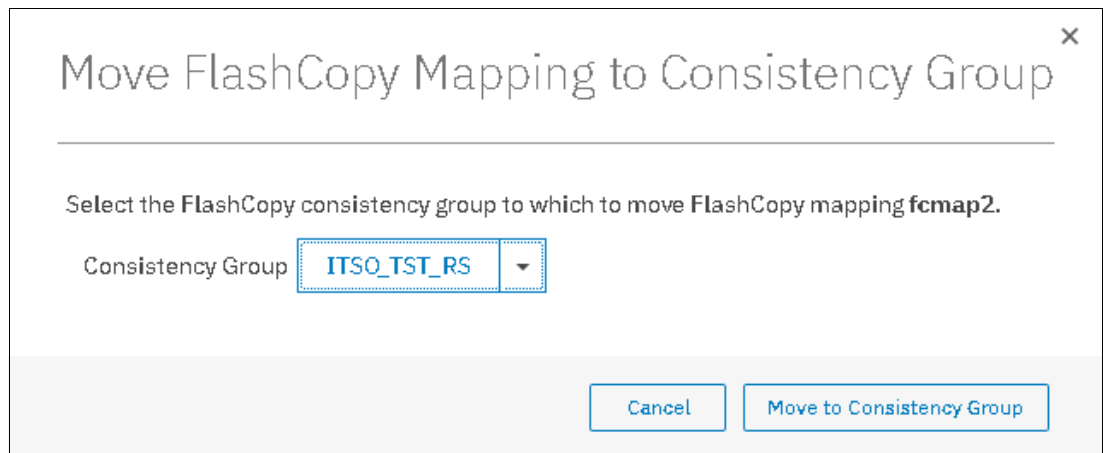 Move FlashCopy Mapping to Consistency Group
Select the FlashCopy consistency group to which to move FlashCopy mapping fcmap2.
Consistency Group ITSO_TST_RS
Cancel Move to Consistency Group